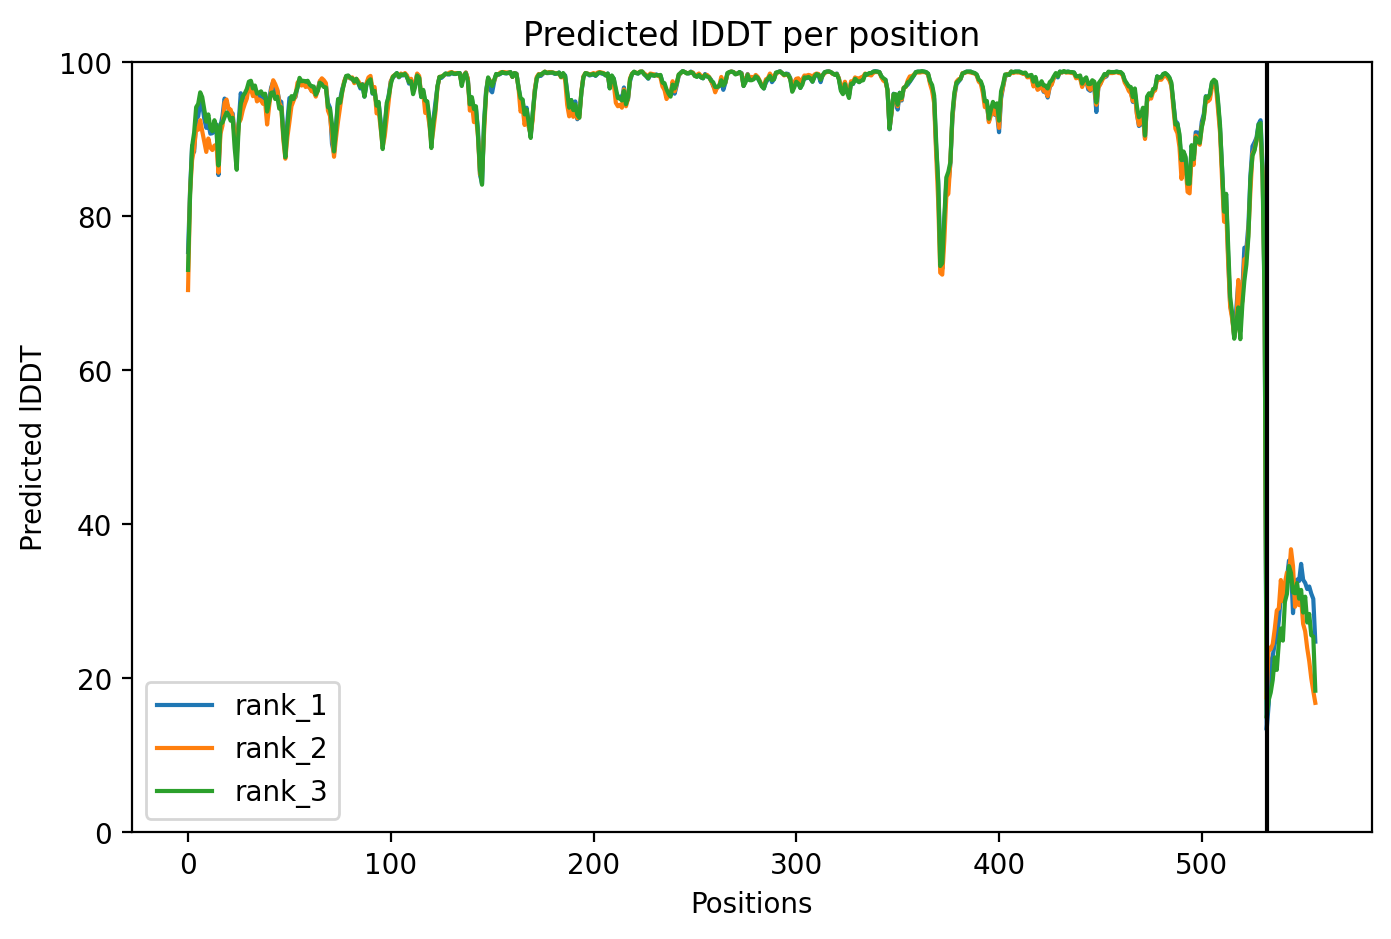 Predicted lDDT per position
100
80
60
40
20
0
Predicted lDDT
rank_1
rank_2
rank_3
0 100 200 300 400 500
Positions